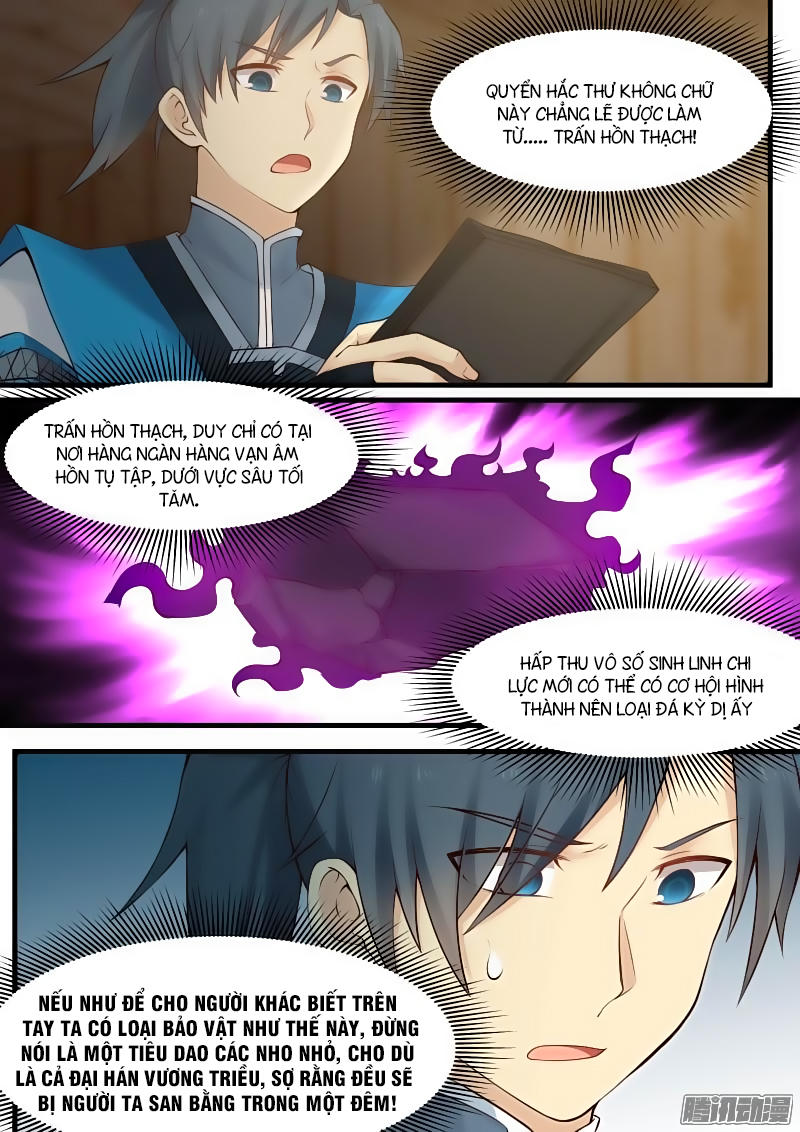 QUYỂN HẮC THƯ KHÔNG CHỮ
NÀY CHẲNG LẼ ĐƯỢC LÀM
TỪ..... TRẤN HỒN THẠCH!
TRẤN HỒN THẠCH, DUY CHỈ CÓ TẠI
NƠI HÀNG NGÀN HÀNG VẠN ÂM
HỒN TỤ TẬP, DƯỚI VỰC SÂU TỐI
TĂM.
HẤP THU VÔ SỐ SINH LINH CHI
LỰC MỚI CÓ THỂ CÓ CƠ HỘI HÌNH
THÀNH NÊN LOẠI ĐÁ KỲ DỊ ẤY
NẾU NHƯ ĐỂ CHO NGƯỜI KHÁC BIẾT TRÊN
TAY TA CÓ LOẠI BẢO VẬT NHƯ THẾ NÀY, ĐỪNG
NÓI LÀ MỘT TIÊU DAO CÁC NHO NHỎ, CHO DÙ
LÀ CẢ ĐẠI HÁN VƯƠNG TRIỀU, SỢ RẰNG ĐỀU SẼ
BỊ NGƯỜI TA SAN BẰNG TRONG MỘT ĐÊM!
腾讯动漫